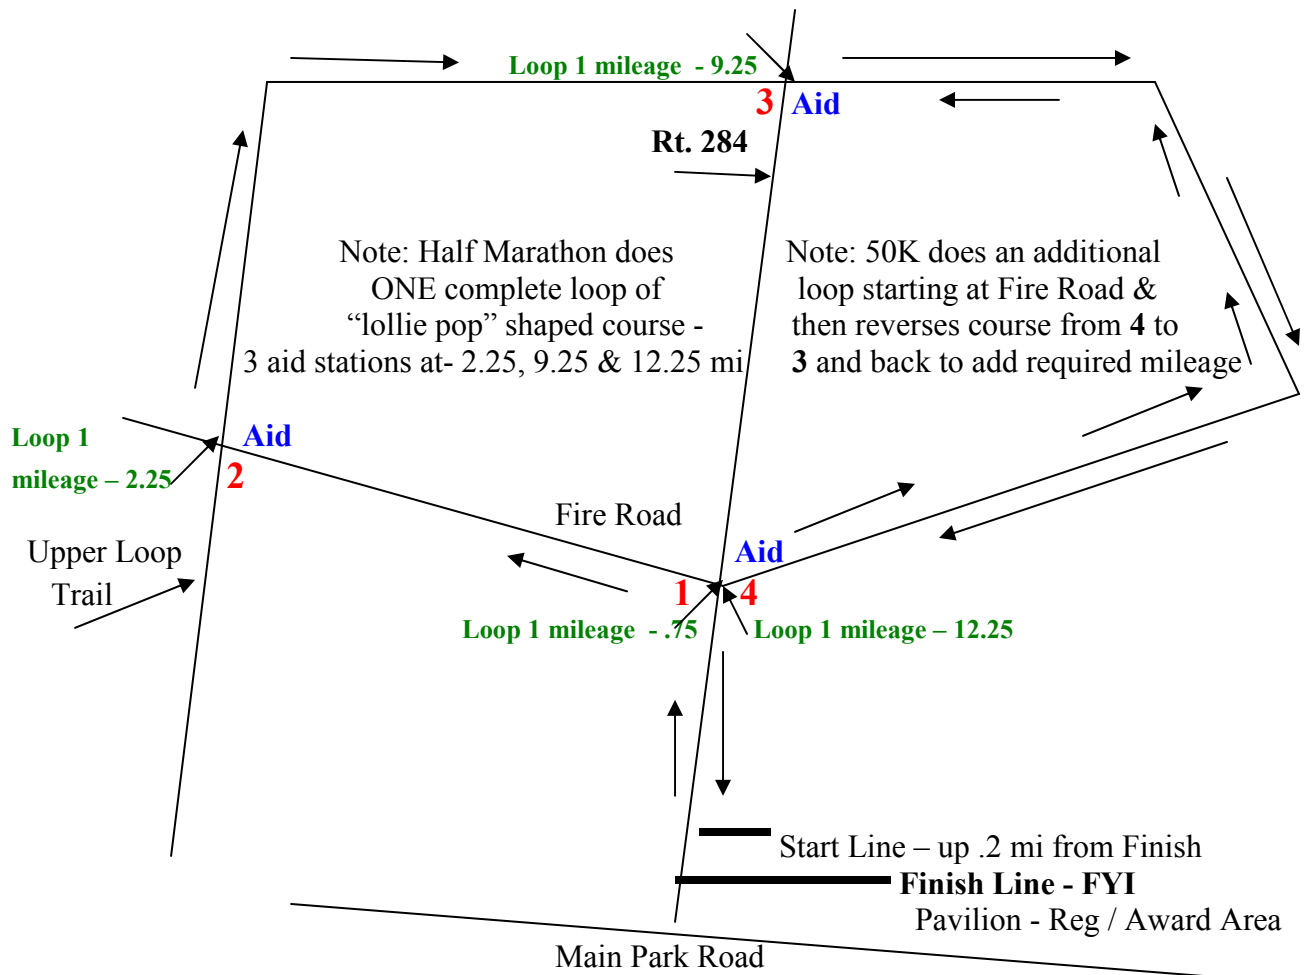 Loop 1 mileage - 9.25
3 Aid
Rt. 284
Note: Half Marathon does
ONE complete loop of
“lollie pop” shaped course -
3 aid stations at- 2.25, 9.25 & 12.25 mi
Note: 50K does an additional
loop starting at Fire Road &
then reverses course from 4 to
3 and back to add required mileage
Loop 1
mileage – 2.25
Aid
2
Fire Road
Upper Loop
Trail
Aid
1 4
Loop 1 mileage - .75
Loop 1 mileage – 12.25
Start Line – up .2 mi from Finish
Finish Line - FYI
Pavilion - Reg / Award Area
Main Park Road